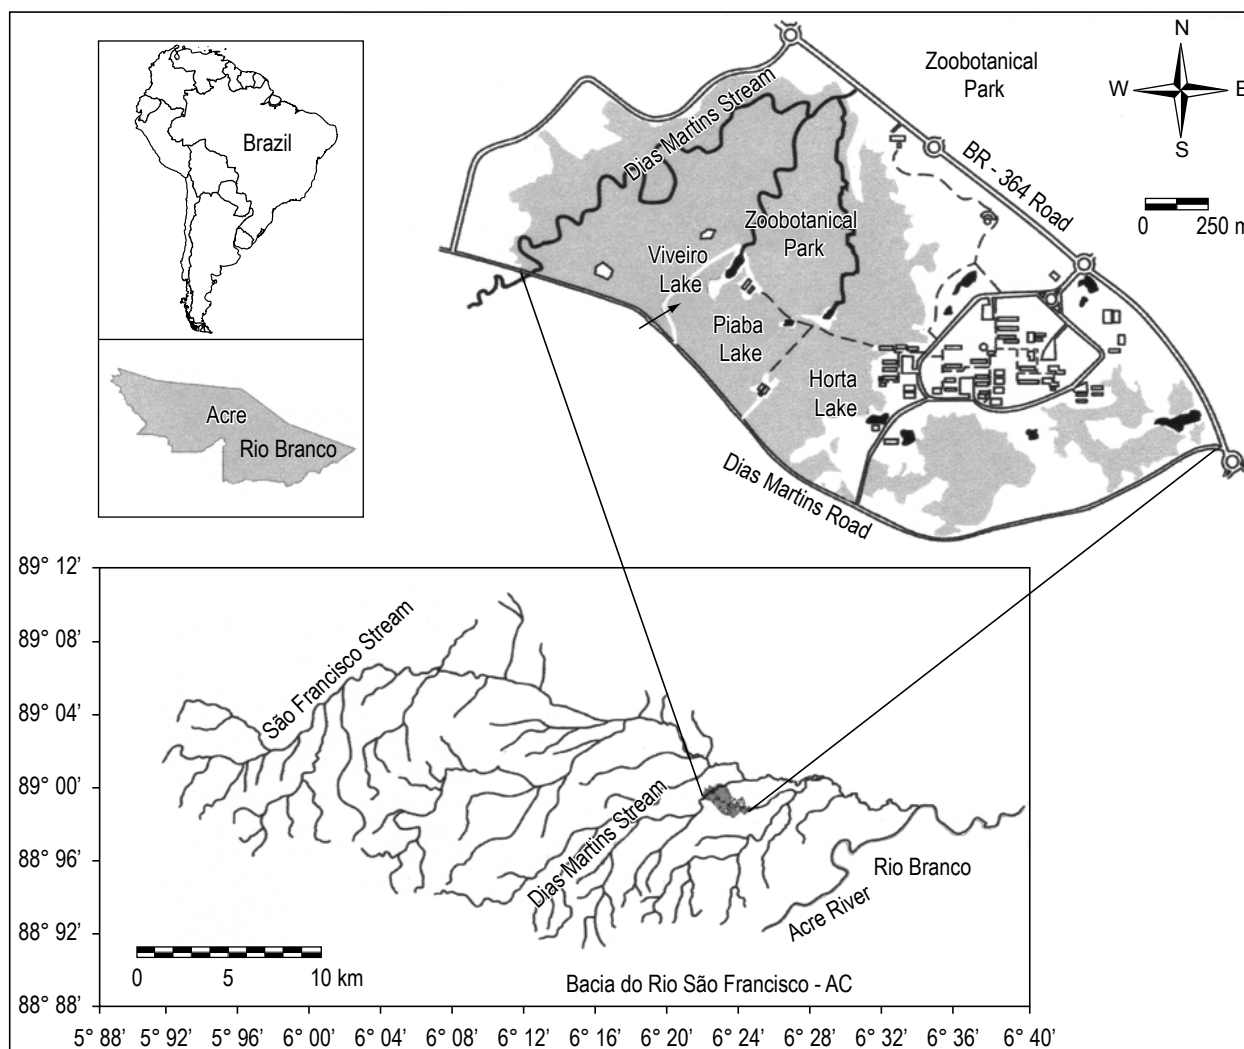 Brazil
Acre
Rio Branco
Zoobotanical
Park
N
W
E
S
0 250 m
Dias Martins Stream
BR - 364 Road
Zoobotanical
Park
Viveiro
Lake
Piaba
Lake
Horta
Lake
Dias Martins Road
89° 12’
89° 08’
89° 04’
89° 00’
88° 96’
88° 92’
88° 88’
São Francisco Stream
Dias Martins Stream
Rio Branco
Acre River
0 5 10 km
Bacia do Rio São Francisco - AC
5° 88’ 5° 92’ 5° 96’ 6° 00’ 6° 04’ 6° 08’ 6° 12’ 6° 16’ 6° 20’ 6° 24’ 6° 28’ 6° 32’ 6° 36’ 6° 40’